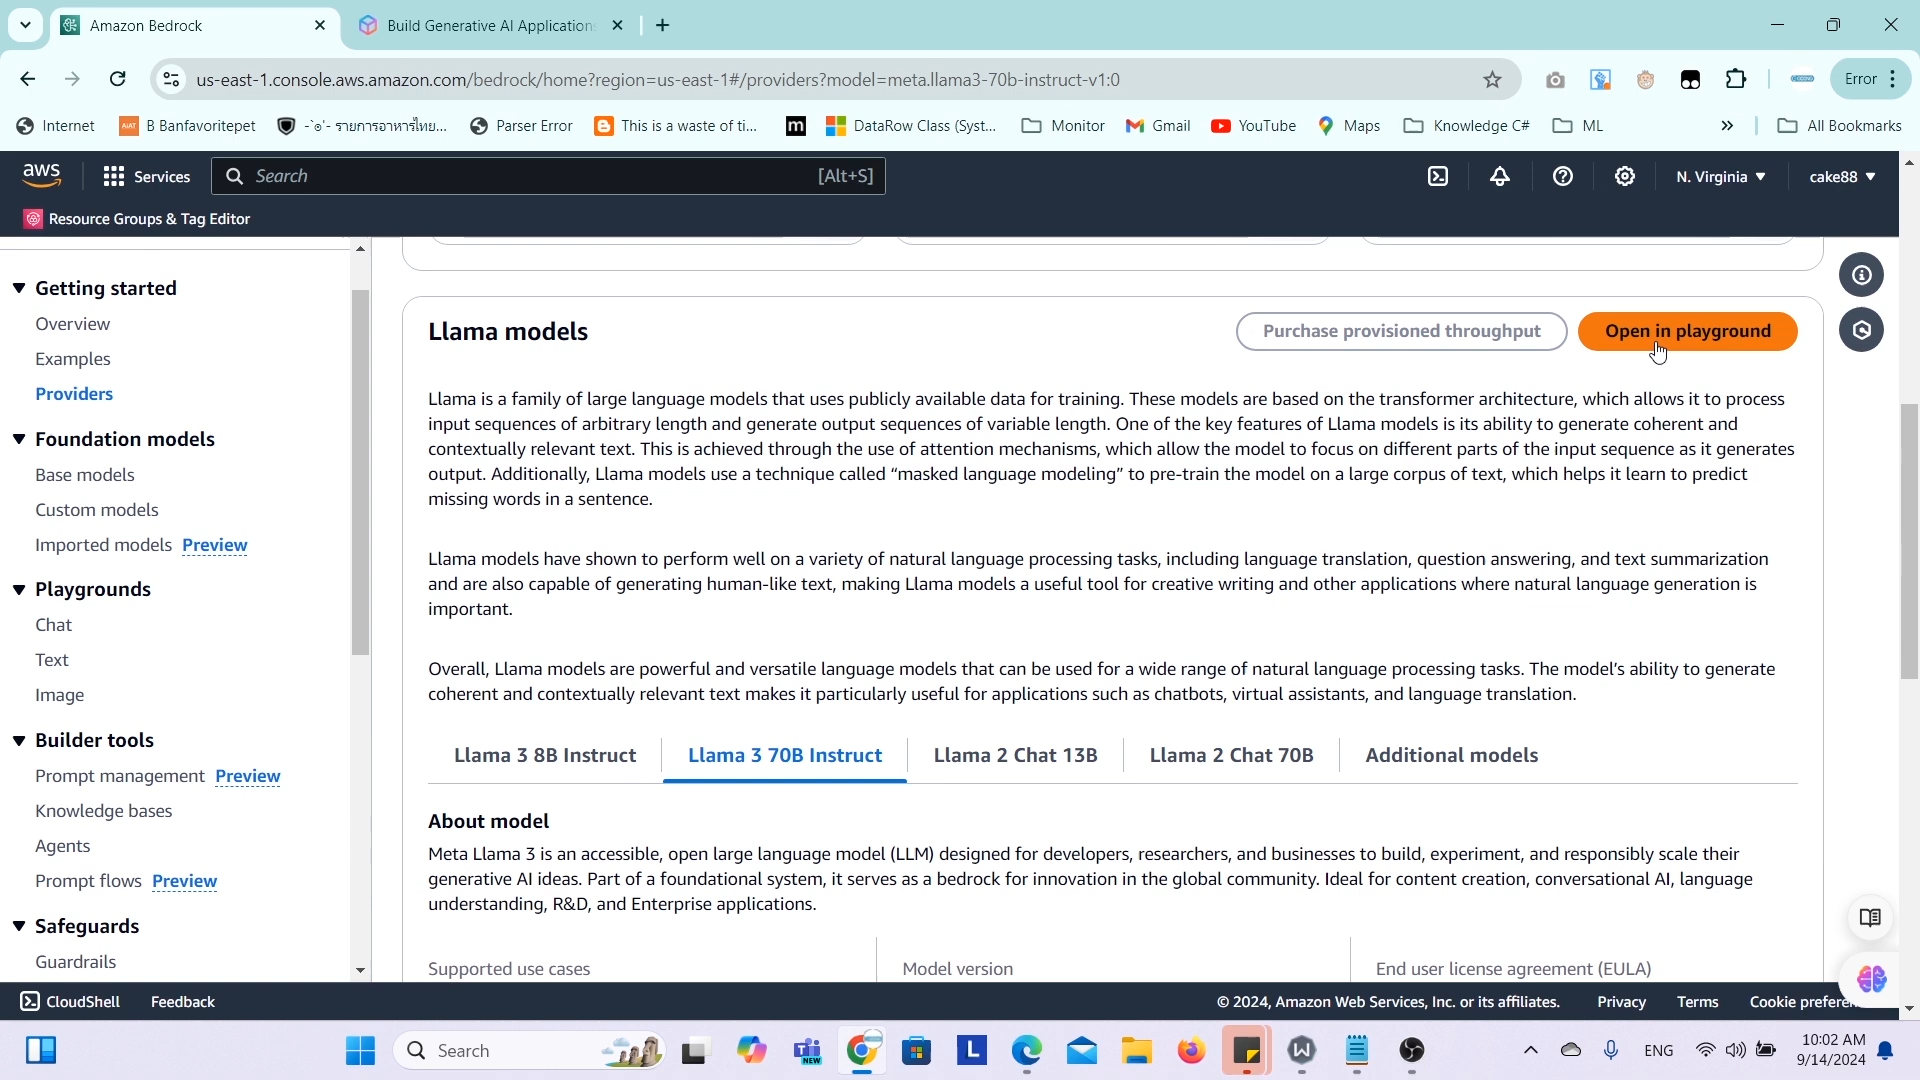 Amazon Bedrock
Build Generative AI Applications
us-east-1.console.aws.amazon.com/bedrock/home?region=us-east-1#/providers?model=meta.llama3-70b-instruct-v1:0
Error
Internet
AiAT
B Banfavoritepet
-`๏'- รายการอาหารไทย...
Parser Error
This is a waste of ti...
m
DataRow Class (Syst...
Monitor
Gmail
YouTube
Maps
Knowledge C#
ML
»
All Bookmarks
aws
Services
Search
[Alt+S]
N. Virginia
cake88
Resource Groups & Tag Editor
Getting started
Overview
Examples
Providers
Foundation models
Base models
Custom models
Imported models Preview
Playgrounds
Chat
Text
Image
Builder tools
Prompt management Preview
Knowledge bases
Agents
Prompt flows Preview
Safeguards
Guardrails
Llama models
Purchase provisioned throughput
Open in playground
Llama is a family of large language models that uses publicly available data for training. These models are based on the transformer architecture, which allows it to process
input sequences of arbitrary length and generate output sequences of variable length. One of the key features of Llama models is its ability to generate coherent and
contextually relevant text. This is achieved through the use of attention mechanisms, which allow the model to focus on different parts of the input sequence as it generates
output. Additionally, Llama models use a technique called “masked language modeling” to pre-train the model on a large corpus of text, which helps it learn to predict
missing words in a sentence.
Llama models have shown to perform well on a variety of natural language processing tasks, including language translation, question answering, and text summarization
and are also capable of generating human-like text, making Llama models a useful tool for creative writing and other applications where natural language generation is
important.
Overall, Llama models are powerful and versatile language models that can be used for a wide range of natural language processing tasks. The model’s ability to generate
coherent and contextually relevant text makes it particularly useful for applications such as chatbots, virtual assistants, and language translation.
Llama 3 8B Instruct
Llama 3 70B Instruct
Llama 2 Chat 13B
Llama 2 Chat 70B
Additional models
About model
Meta Llama 3 is an accessible, open large language model (LLM) designed for developers, researchers, and businesses to build, experiment, and responsibly scale their
generative AI ideas. Part of a foundational system, it serves as a bedrock for innovation in the global community. Ideal for content creation, conversational AI, language
understanding, R&D, and Enterprise applications.
Supported use cases
Model version
End user license agreement (EULA)
CloudShell
Feedback
© 2024, Amazon Web Services, Inc. or its affiliates.
Privacy
Terms
Cookie prefere
Search
NEW
L
ENG
10:02 AM
9/14/2024